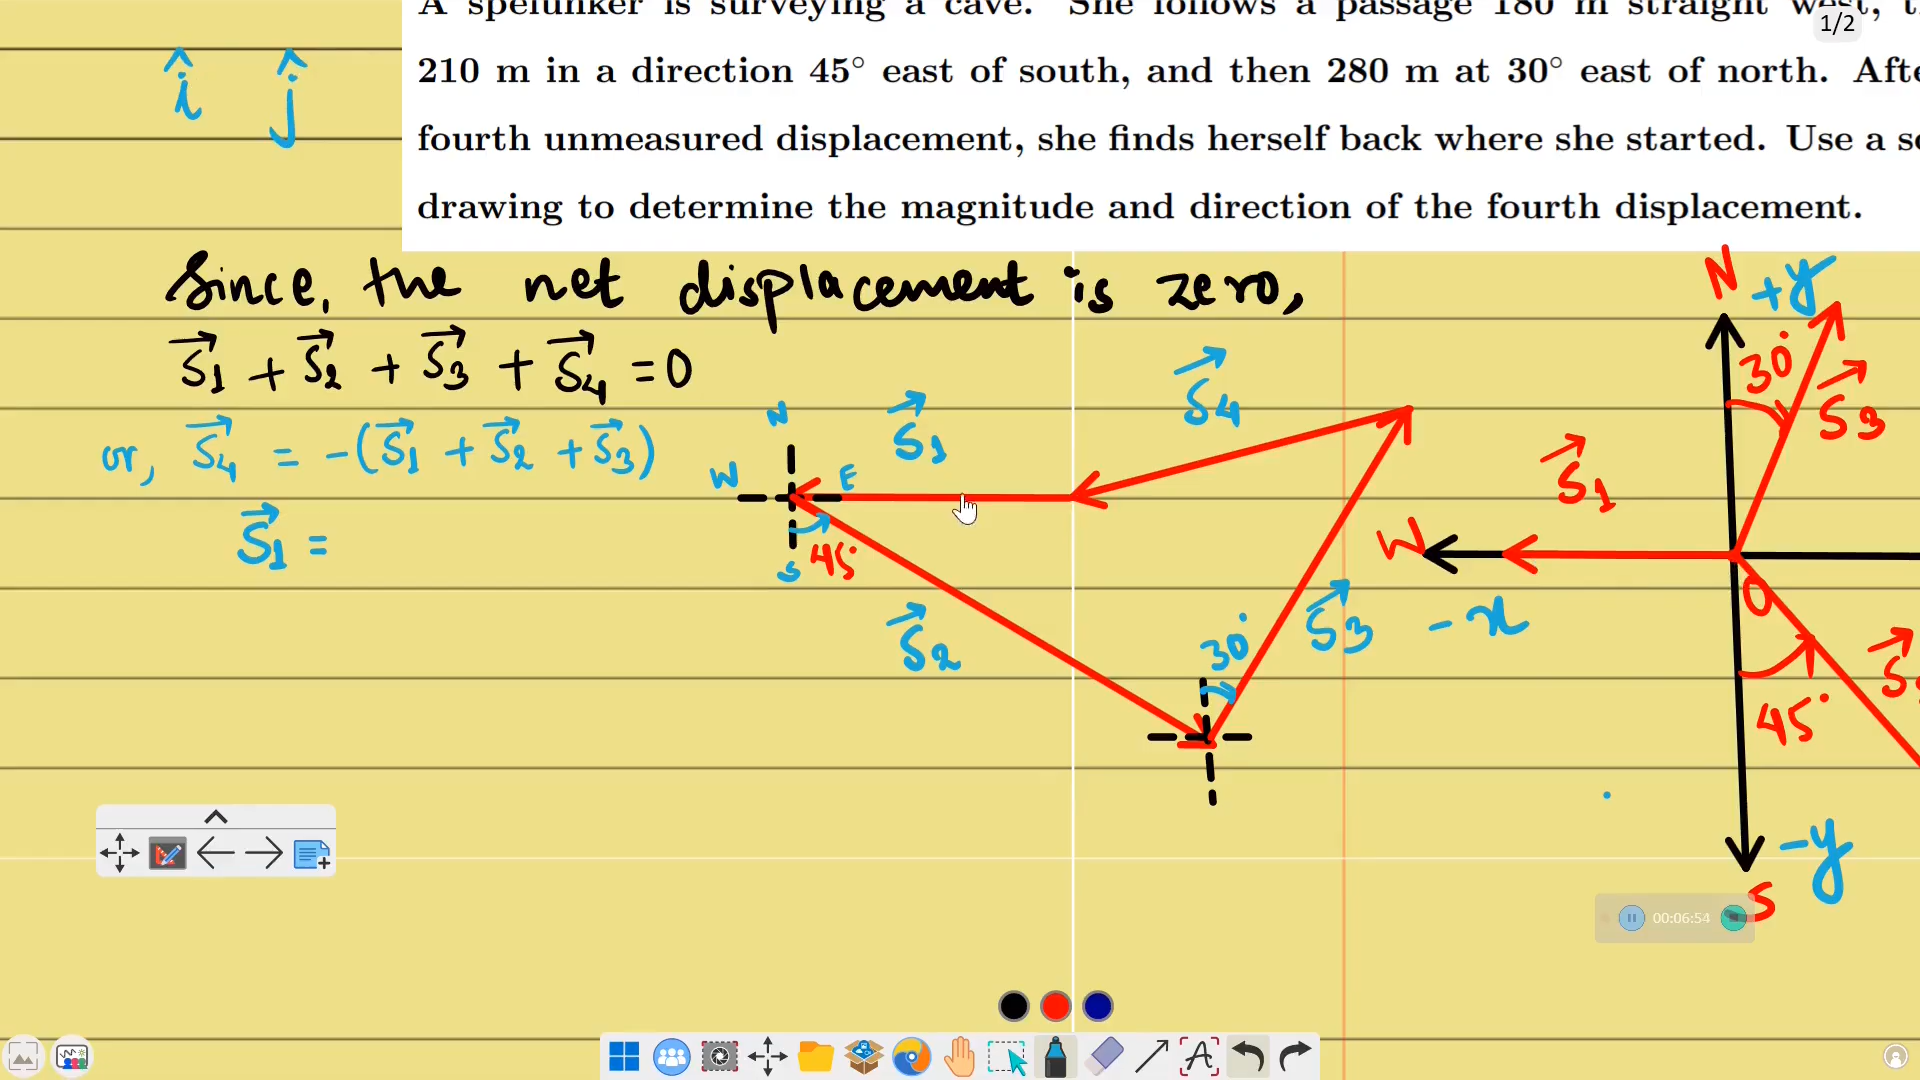 A spelunker is surveying a cave. She follows a passage 180 m straight west, t
1/2
210 m in a direction 45° east of south, and then 280 m at 30° east of north. Afte
fourth unmeasured displacement, she finds herself back where she started. Use a s
drawing to determine the magnitude and direction of the fourth displacement.
î ĵ
Since, the net displacement is zero,
S⃗1 + S⃗2 + S⃗3 + S⃗4 = 0
or, S⃗4 = -(S⃗1 + S⃗2 + S⃗3)
S⃗1 =
N
W
E
S
45°
S⃗1
S⃗4
S⃗2
30°
S⃗3
N +y
30°
S⃗3
S⃗1
W
-x
O
S⃗
45°
-y
S
00:06:54